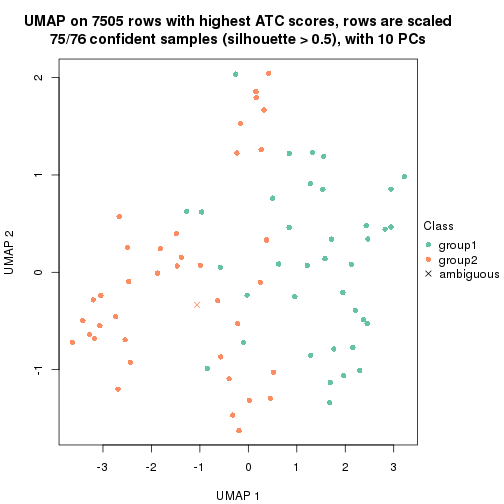 UMAP on 7505 rows with highest ATC scores, rows are scaled
75/76 confident samples (silhouette > 0.5), with 10 PCs
2
1
0
-1
UMAP 2
-3
-2
-1
0
1
2
3
UMAP 1
Class
group1
group2
ambiguous